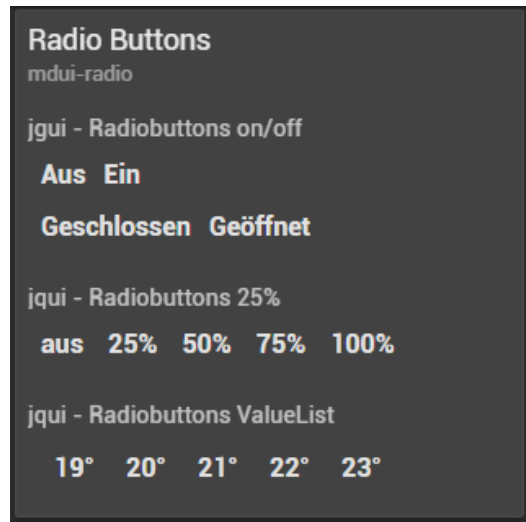 Radio Buttons
mdui-radio
jgui - Radiobuttons on/off
Aus Ein
Geschlossen Geöffnet
jqui - Radiobuttons 25%
aus 25% 50% 75% 100%
jqui - Radiobuttons ValueList
19° 20° 21° 22° 23°